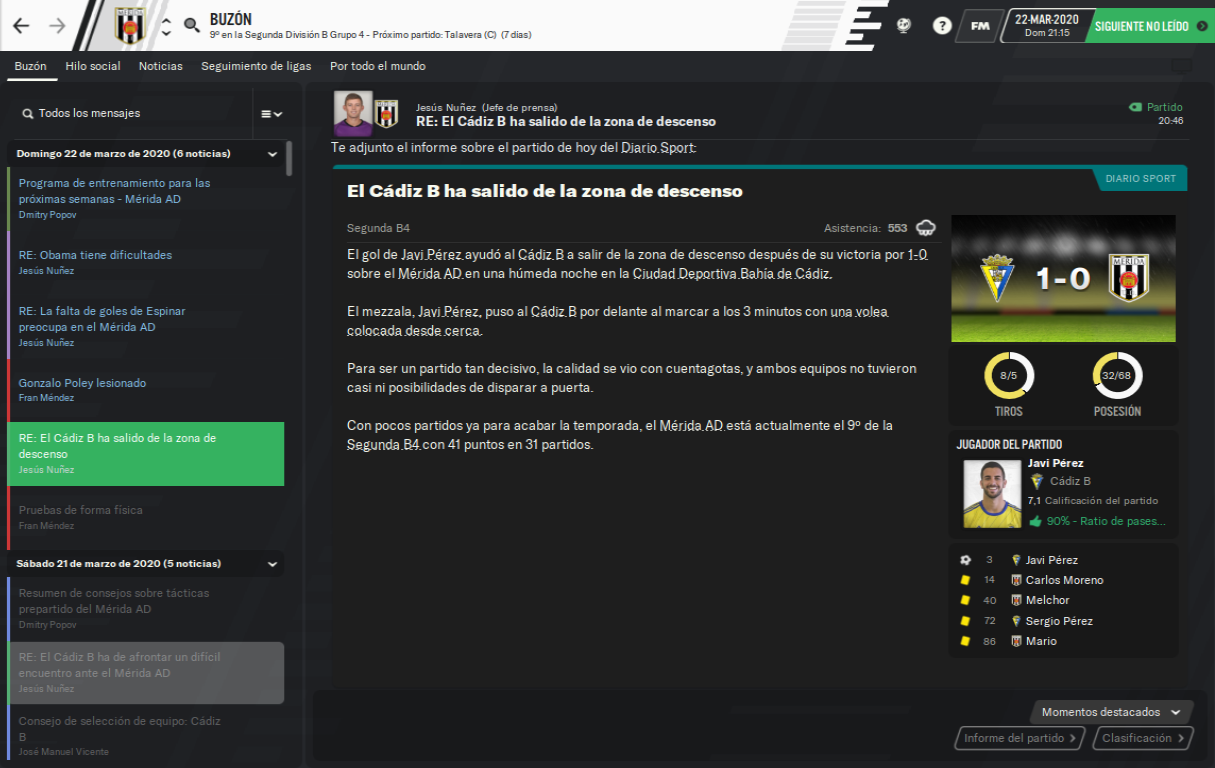 BUZÓN
9º en la Segunda División B Grupo 4 - Próximo partido: Talavera (C) (7 días)
FM
22-MAR-2020
Dom 21:15
SIGUIENTE NO LEÍDO
Buzón
Hilo social
Noticias
Seguimiento de ligas
Por todo el mundo
Todos los mensajes
Domingo 22 de marzo de 2020 (6 noticias)
Programa de entrenamiento para las
próximas semanas - Mérida AD
Dmitry Popov
RE: Obama tiene dificultades
Jesús Nuñez
RE: La falta de goles de Espinar
preocupa en el Mérida AD
Jesús Nuñez
Gonzalo Poley lesionado
Fran Méndez
RE: El Cádiz B ha salido de la zona de
descenso
Jesús Nuñez
Pruebas de forma física
Fran Méndez
Sábado 21 de marzo de 2020 (5 noticias)
Resumen de consejos sobre tácticas
prepartido del Mérida AD
Dmitry Popov
RE: El Cádiz B ha de afrontar un difícil
encuentro ante el Mérida AD
Jesús Nuñez
Consejo de selección de equipo: Cádiz
B
José Manuel Vicente
Jesús Nuñez (Jefe de prensa)
RE: El Cádiz B ha salido de la zona de descenso
Partido
20:46
Te adjunto el informe sobre el partido de hoy del Diario Sport:
El Cádiz B ha salido de la zona de descenso
DIARIO SPORT
Segunda B4
Asistencia: 553
El gol de Javi Pérez ayudó al Cádiz B a salir de la zona de descenso después de su victoria por 1-0
sobre el Mérida AD en una húmeda noche en la Ciudad Deportiva Bahía de Cádiz.
El mezzala, Javi Pérez, puso al Cádiz B por delante al marcar a los 3 minutos con una volea
colocada desde cerca.
Para ser un partido tan decisivo, la calidad se vio con cuentagotas, y ambos equipos no tuvieron
casi ni posibilidades de disparar a puerta.
Con pocos partidos ya para acabar la temporada, el Mérida AD está actualmente el 9º de la
Segunda B4 con 41 puntos en 31 partidos.
1-0
MÉRIDA
8/5
TIROS
32/68
POSESIÓN
JUGADOR DEL PARTIDO
Javi Pérez
Cádiz B
7,1 Calificación del partido
90% - Ratio de pases...
3 Javi Pérez
14 Carlos Moreno
40 Melchor
72 Sergio Pérez
86 Mario
Momentos destacados
Informe del partido
Clasificación